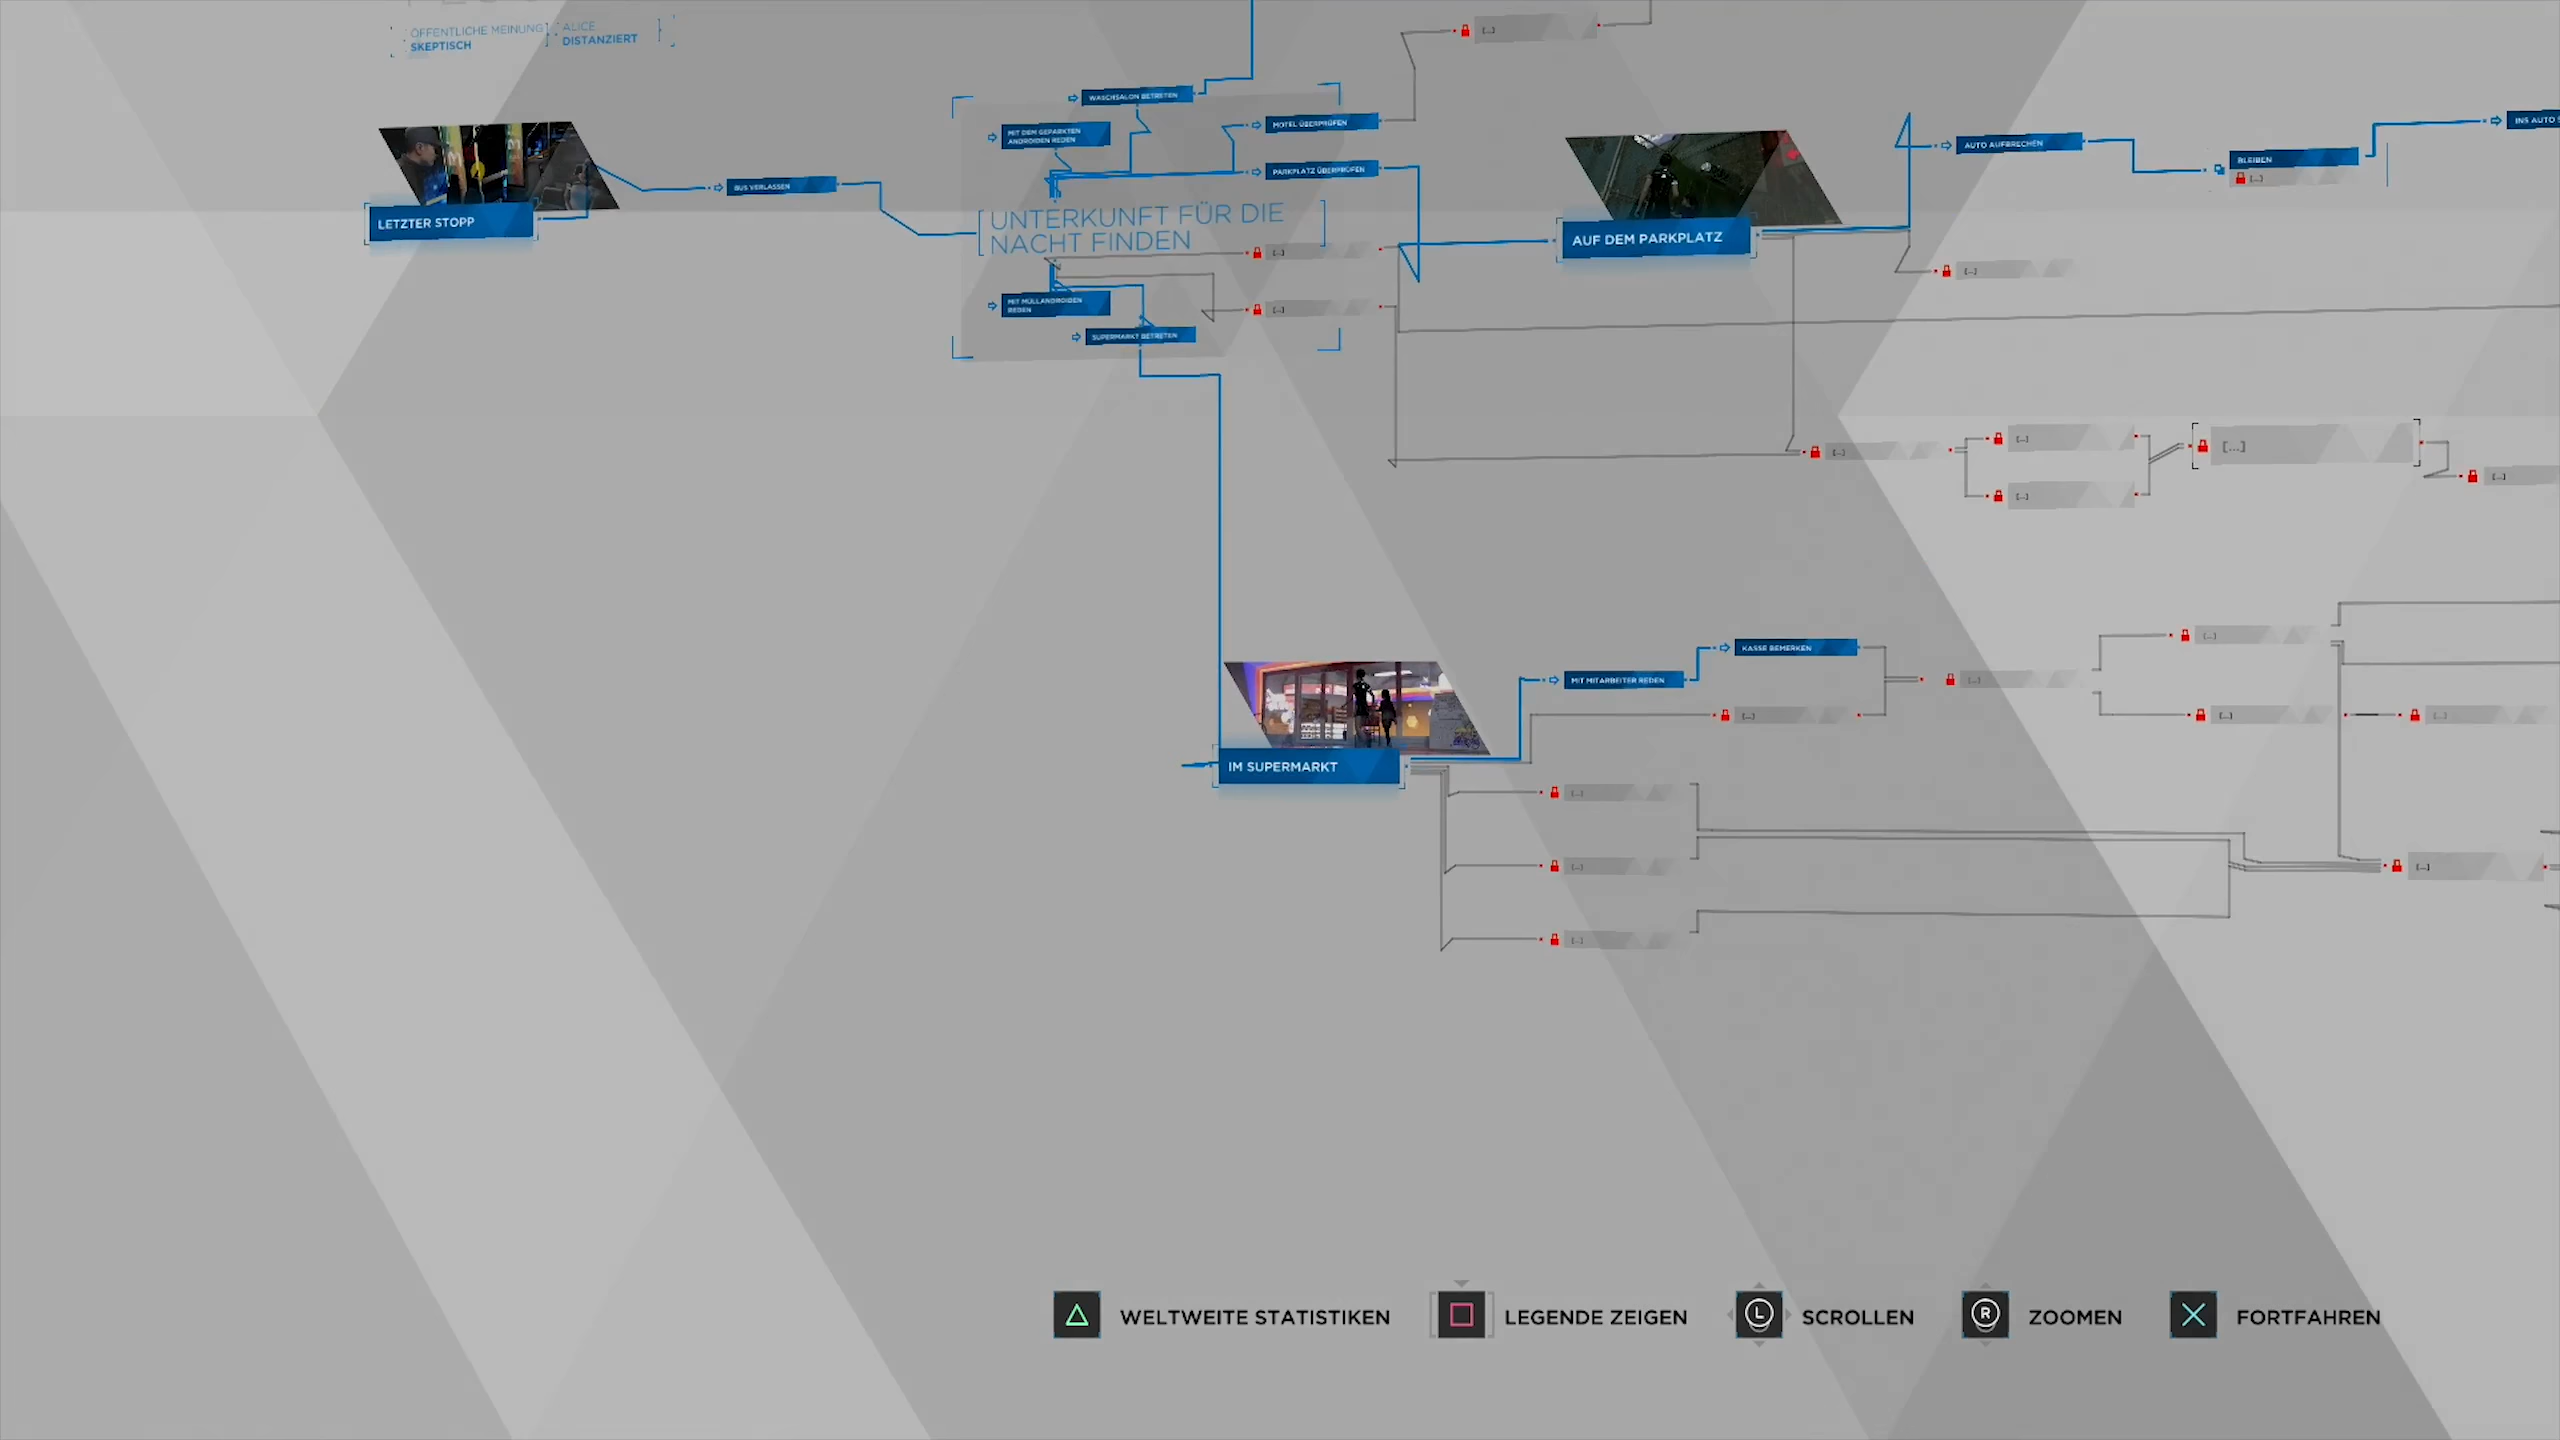 ÖFFENTLICHE MEINUNG
SKEPTISCH
ALICE
DISTANZIERT
[...]
WASCHSALON BETRETEN
MIT DEM GEPARKTEN
ANDROIDEN REDEN
MOTEL ÜBERPRÜFEN
PARKPLATZ ÜBERPRÜFEN
BUS VERLASSEN
LETZTER STOPP
UNTERKUNFT FÜR DIE
NACHT FINDEN
[...]
[...]
MIT MÜLLANDROIDEN
REDEN
SUPERMARKT BETRETEN
AUF DEM PARKPLATZ
AUTO AUFBRECHEN
BLEIBEN
[...]
INS AUTO
[...]
[...]
[...]
[...]
[...]
[...]
IM SUPERMARKT
MIT MITARBEITER REDEN
KASSE BEMERKEN
[...]
[...]
[...]
[...]
[...]
[...]
[...]
[...]
[...]
WELTWEITE STATISTIKEN
LEGENDE ZEIGEN
L
SCROLLEN
R
ZOOMEN
FORTFAHREN